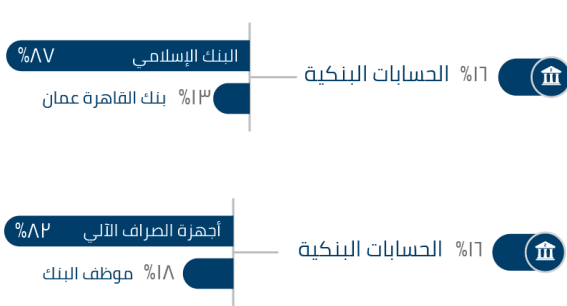 ٪١٦ الحسابات البنكية
البنك الإسلامي ٪٨٧
٪١٣ بنك القاهرة عمان
٪١٦ الحسابات البنكية
أجهزة الصراف الآلي ٪٨٢
٪١٨ موظف البنك